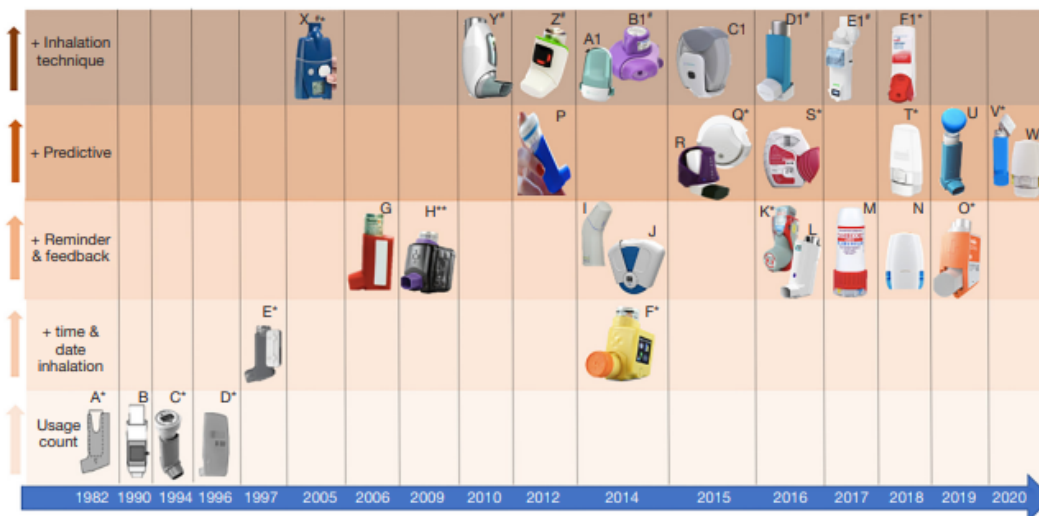 + Inhalation
technique
X
Y#
Z#
A1
B1#
C1
D1#
E1#
F1*
+ Predictive
P
R
Q*
S*
T*
U
V*
W
+ Reminder
& feedback
G
H**
I
J
K*
L
M
N
O*
+ time &
date
inhalation
E*
F*
Usage
count
A*
B
C*
D*
1982 1990 1994 1996 1997 2005 2006 2009 2010 2012 2014 2015 2016 2017 2018 2019 2020